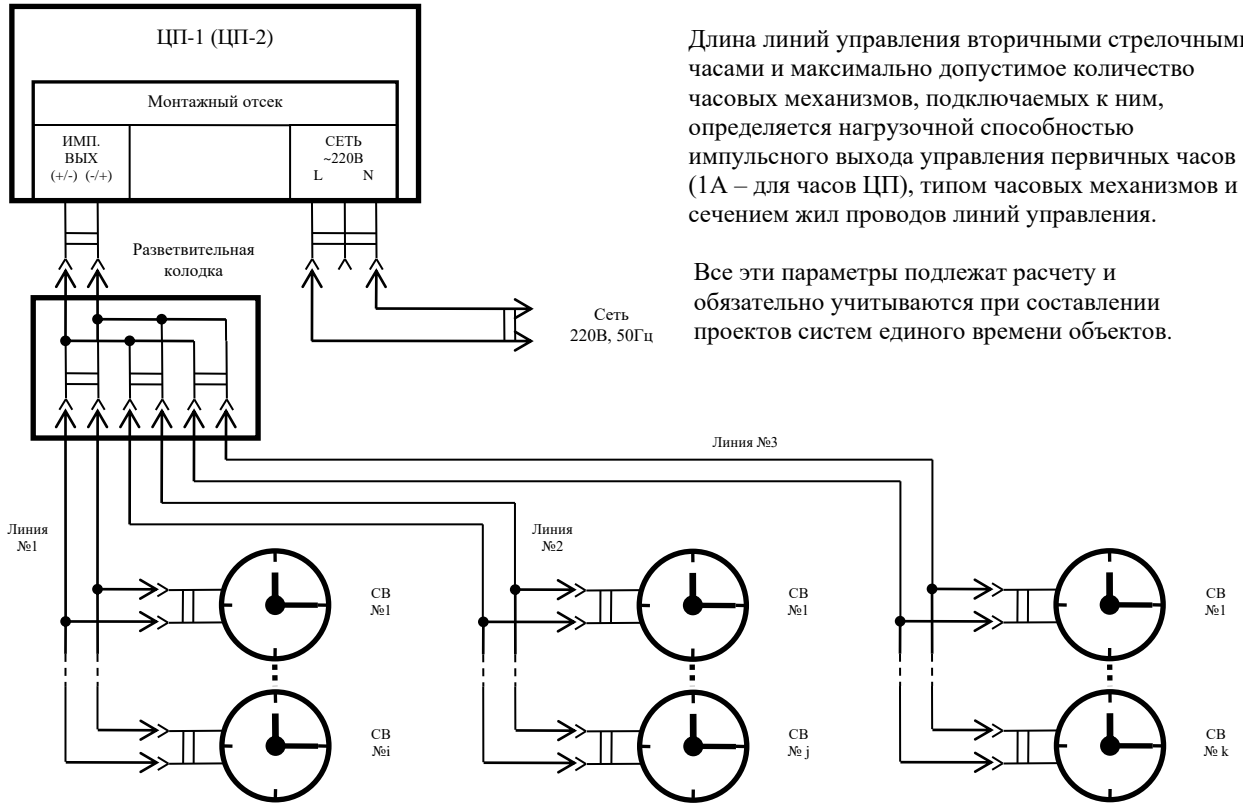 ЦП-1 (ЦП-2)
Монтажный отсек
ИМП.
ВЫХ
(+/-) (-/+)
СЕТЬ
~220В
L N
Длина линий управления вторичными стрелочными
часами и максимально допустимое количество
часовых механизмов, подключаемых к ним,
определяется нагрузочной способностью
импульсного выхода управления первичных часов
(1А – для часов ЦП), типом часовых механизмов и
сечением жил проводов линий управления.
Все эти параметры подлежат расчету и
обязательно учитываются при составлении
проектов систем единого времени объектов.
Разветвительная
колодка
Сеть
220В, 50Гц
Линия №3
Линия
№1
Линия
№2
СВ
№1
СВ
№1
СВ
№1
СВ
№i
СВ
№ j
СВ
№ k